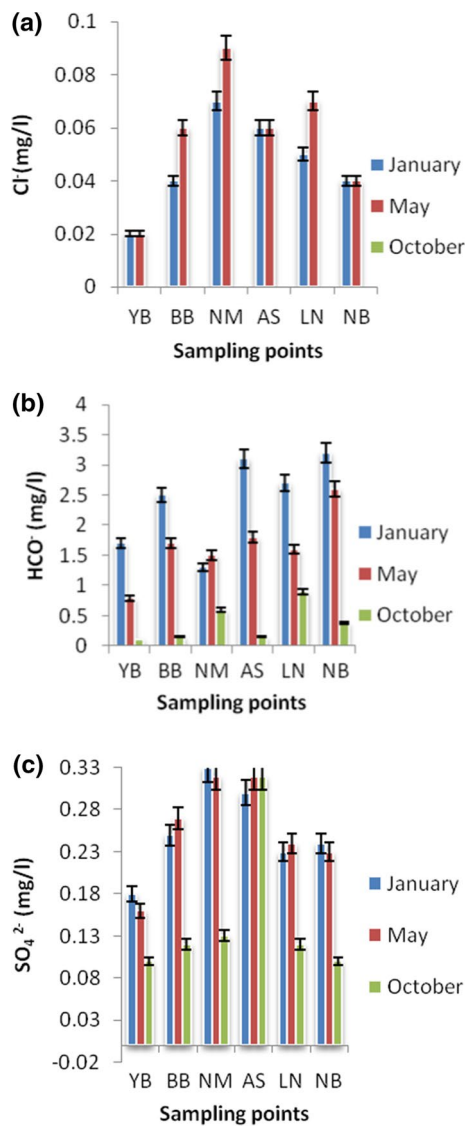 (a)
Cl-(mg/l)
0.1
0.08
0.06
0.04
0.02
0
YB BB NM AS LN NB
Sampling points
January
May
October
(b)
HCO- (mg/l)
4
3.5
3
2.5
2
1.5
1
0.5
0
YB BB NM AS LN NB
Sampling points
January
May
October
(c)
SO4 2- (mg/l)
0.33
0.28
0.23
0.18
0.13
0.08
0.03
-0.02
YB BB NM AS LN NB
Sampling points
January
May
October